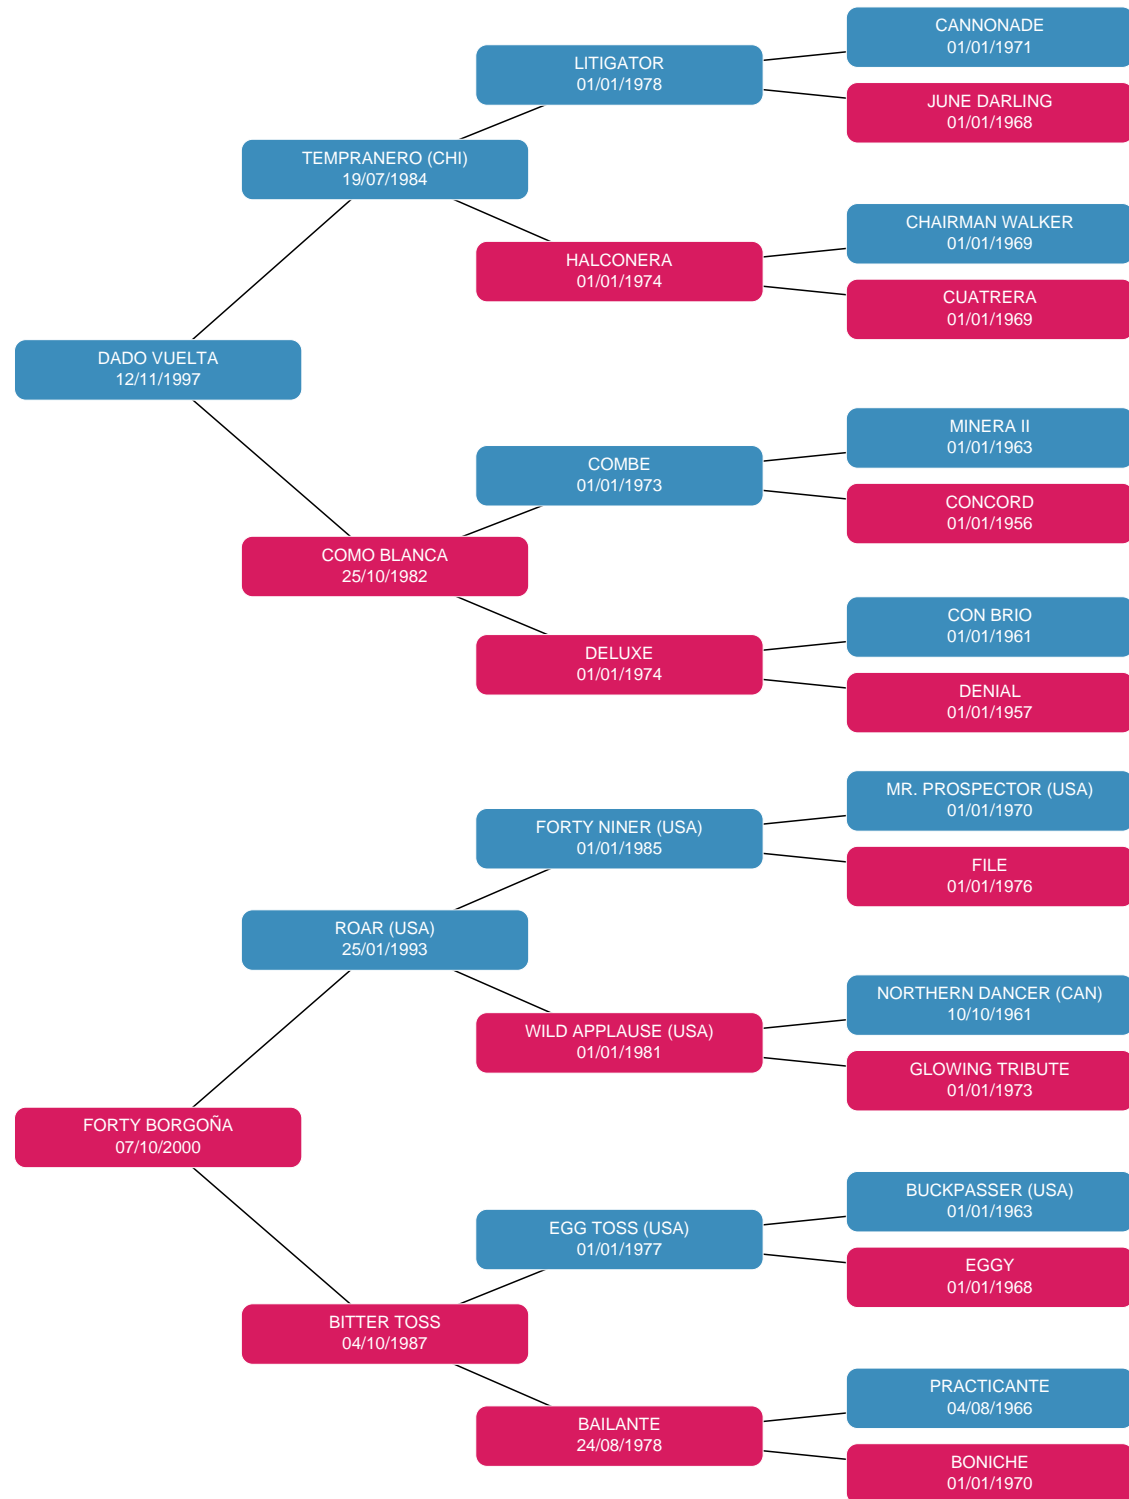 CANNONADE
01/01/1971
LITIGATOR
01/01/1978
JUNE DARLING
01/01/1968
TEMPRANERO (CHI)
19/07/1984
CHAIRMAN WALKER
01/01/1969
HALCONERA
01/01/1974
CUATRERA
01/01/1969
DADO VUELTA
12/11/1997
MINERA II
01/01/1963
COMBE
01/01/1973
CONCORD
01/01/1956
COMO BLANCA
25/10/1982
CON BRIO
01/01/1961
DELUXE
01/01/1974
DENIAL
01/01/1957
MR. PROSPECTOR (USA)
01/01/1970
FORTY NINER (USA)
01/01/1985
FILE
01/01/1976
ROAR (USA)
25/01/1993
NORTHERN DANCER (CAN)
10/10/1961
WILD APPLAUSE (USA)
01/01/1981
GLOWING TRIBUTE
01/01/1973
FORTY BORGOÑA
07/10/2000
BUCKPASSER (USA)
01/01/1963
EGG TOSS (USA)
01/01/1977
EGGY
01/01/1968
BITTER TOSS
04/10/1987
PRACTICANTE
04/08/1966
BAILANTE
24/08/1978
BONICHE
01/01/1970